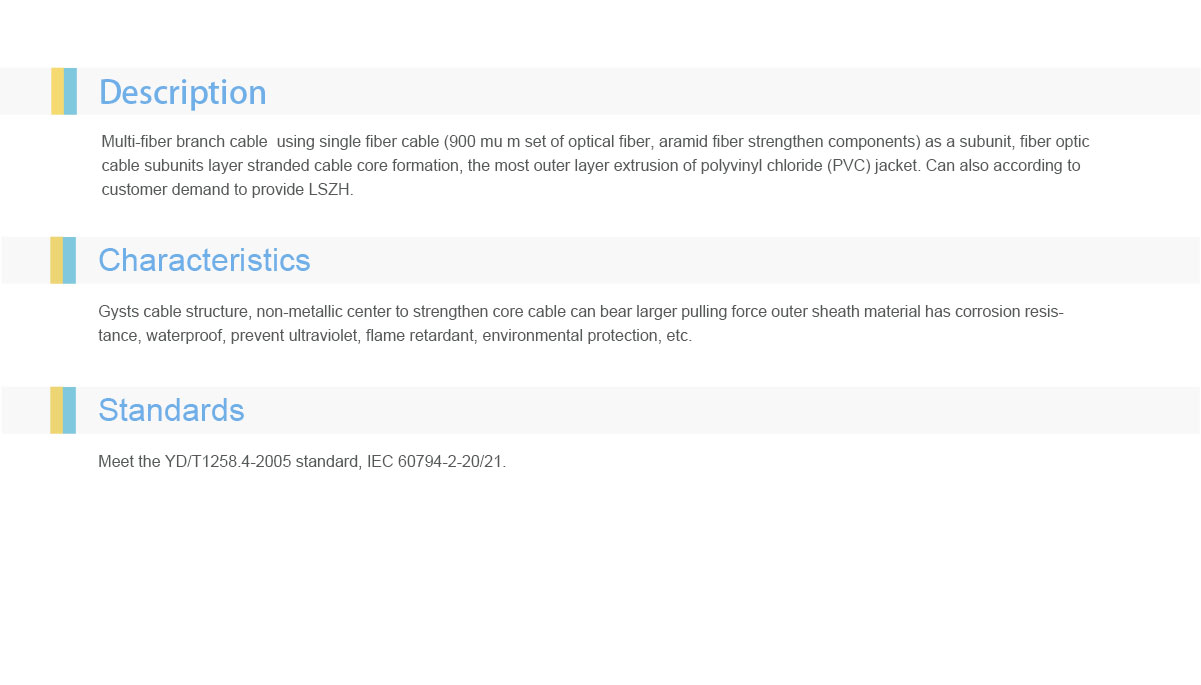 Description
Multi-fiber branch cable  using single fiber cable (900 mu m set of optical fiber, aramid fiber strengthen components) as a subunit, fiber optic
cable subunits layer stranded cable core formation, the most outer layer extrusion of polyvinyl chloride (PVC) jacket. Can also according to
customer demand to provide LSZH.
Characteristics
Gysts cable structure, non-metallic center to strengthen core cable can bear larger pulling force outer sheath material has corrosion resis-
tance, waterproof, prevent ultraviolet, flame retardant, environmental protection, etc.
Standards
Meet the YD/T1258.4-2005 standard, IEC 60794-2-20/21.